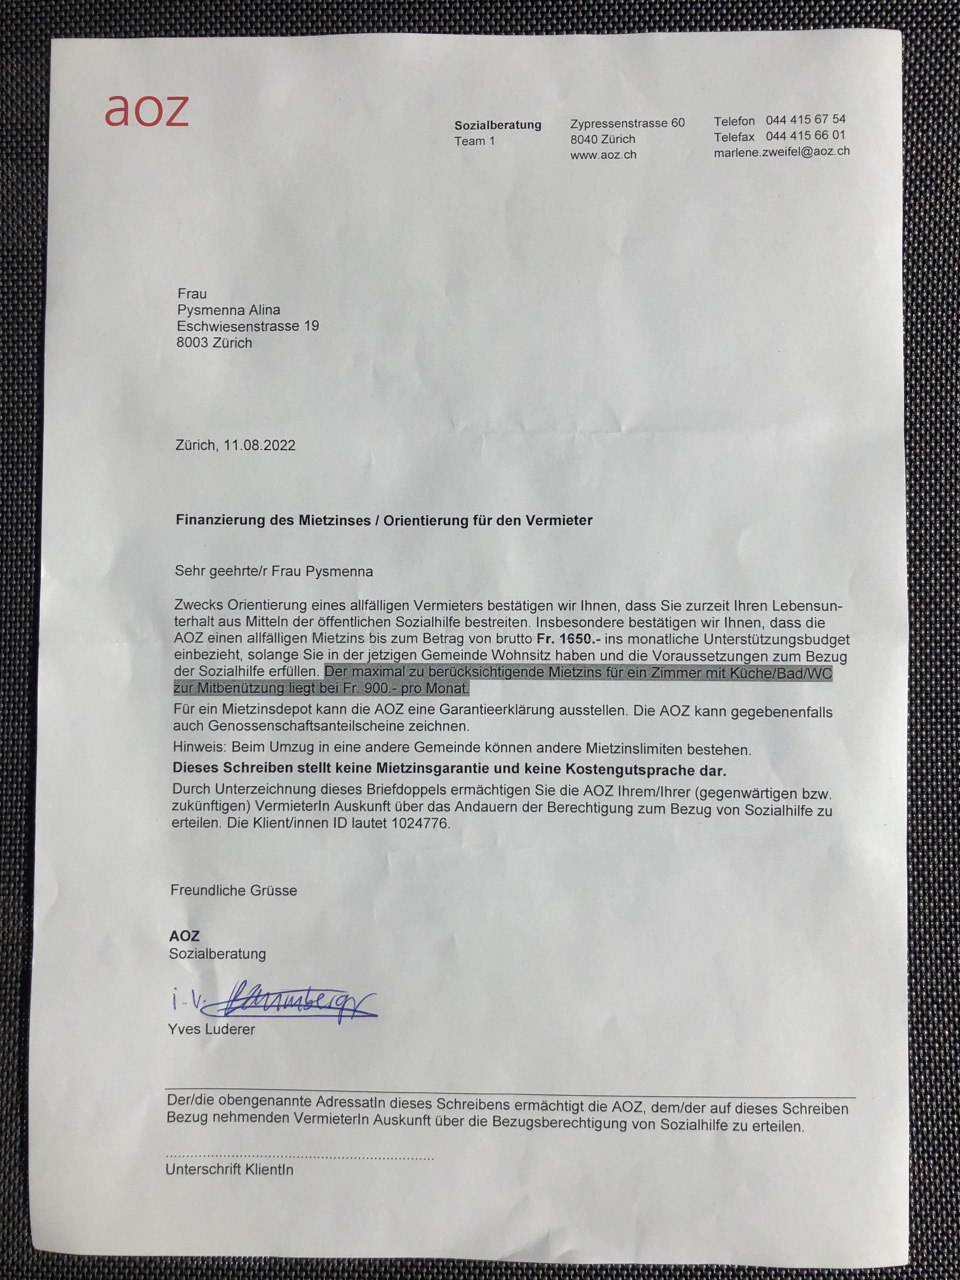 aoz
Sozialberatung
Team 1
Zypressenstrasse 60
8040 Zürich
www.aoz.ch
Telefon 044 415 67 54
Telefax 044 415 66 01
marlene.zweifel@aoz.ch
Frau
Pysmenna Alina
Eschwiesenstrasse 19
8003 Zürich
Zürich, 11.08.2022
Finanzierung des Mietzinses / Orientierung für den Vermieter
Sehr geehrte/r Frau Pysmenna
Zwecks Orientierung eines allfälligen Vermieters bestätigen wir Ihnen, dass Sie zurzeit Ihren Lebensun-
terhalt aus Mitteln der öffentlichen Sozialhilfe bestreiten. Insbesondere bestätigen wir Ihnen, dass die
AOZ einen allfälligen Mietzins bis zum Betrag von brutto Fr. 1650.- ins monatliche Unterstützungsbudget
einbezieht, solange Sie in der jetzigen Gemeinde Wohnsitz haben und die Voraussetzungen zum Bezug
der Sozialhilfe erfüllen. Der maximal zu berücksichtigende Mietzins für ein Zimmer mit Küche/Bad/WC
zur Mitbenützung liegt bei Fr. 900.- pro Monat.
Für ein Mietzinsdepot kann die AOZ eine Garantieerklärung ausstellen. Die AOZ kann gegebenenfalls
auch Genossenschaftsanteilscheine zeichnen.
Hinweis: Beim Umzug in eine andere Gemeinde können andere Mietzinslimiten bestehen.
Dieses Schreiben stellt keine Mietzinsgarantie und keine Kostengutsprache dar.
Durch Unterzeichnung dieses Briefdoppels ermächtigen Sie die AOZ Ihrem/Ihrer (gegenwärtigen bzw.
zukünftigen) VermieterIn Auskunft über das Andauern der Berechtigung zum Bezug von Sozialhilfe zu
erteilen. Die Klient/innen ID lautet 1024776.
Freundliche Grüsse
AOZ
Sozialberatung
i.V.
Yves Luderer
Der/die obengenannte AdressatIn dieses Schreibens ermächtigt die AOZ, dem/der auf dieses Schreiben
Bezug nehmenden VermieterIn Auskunft über die Bezugsberechtigung von Sozialhilfe zu erteilen.
Unterschrift KlientIn